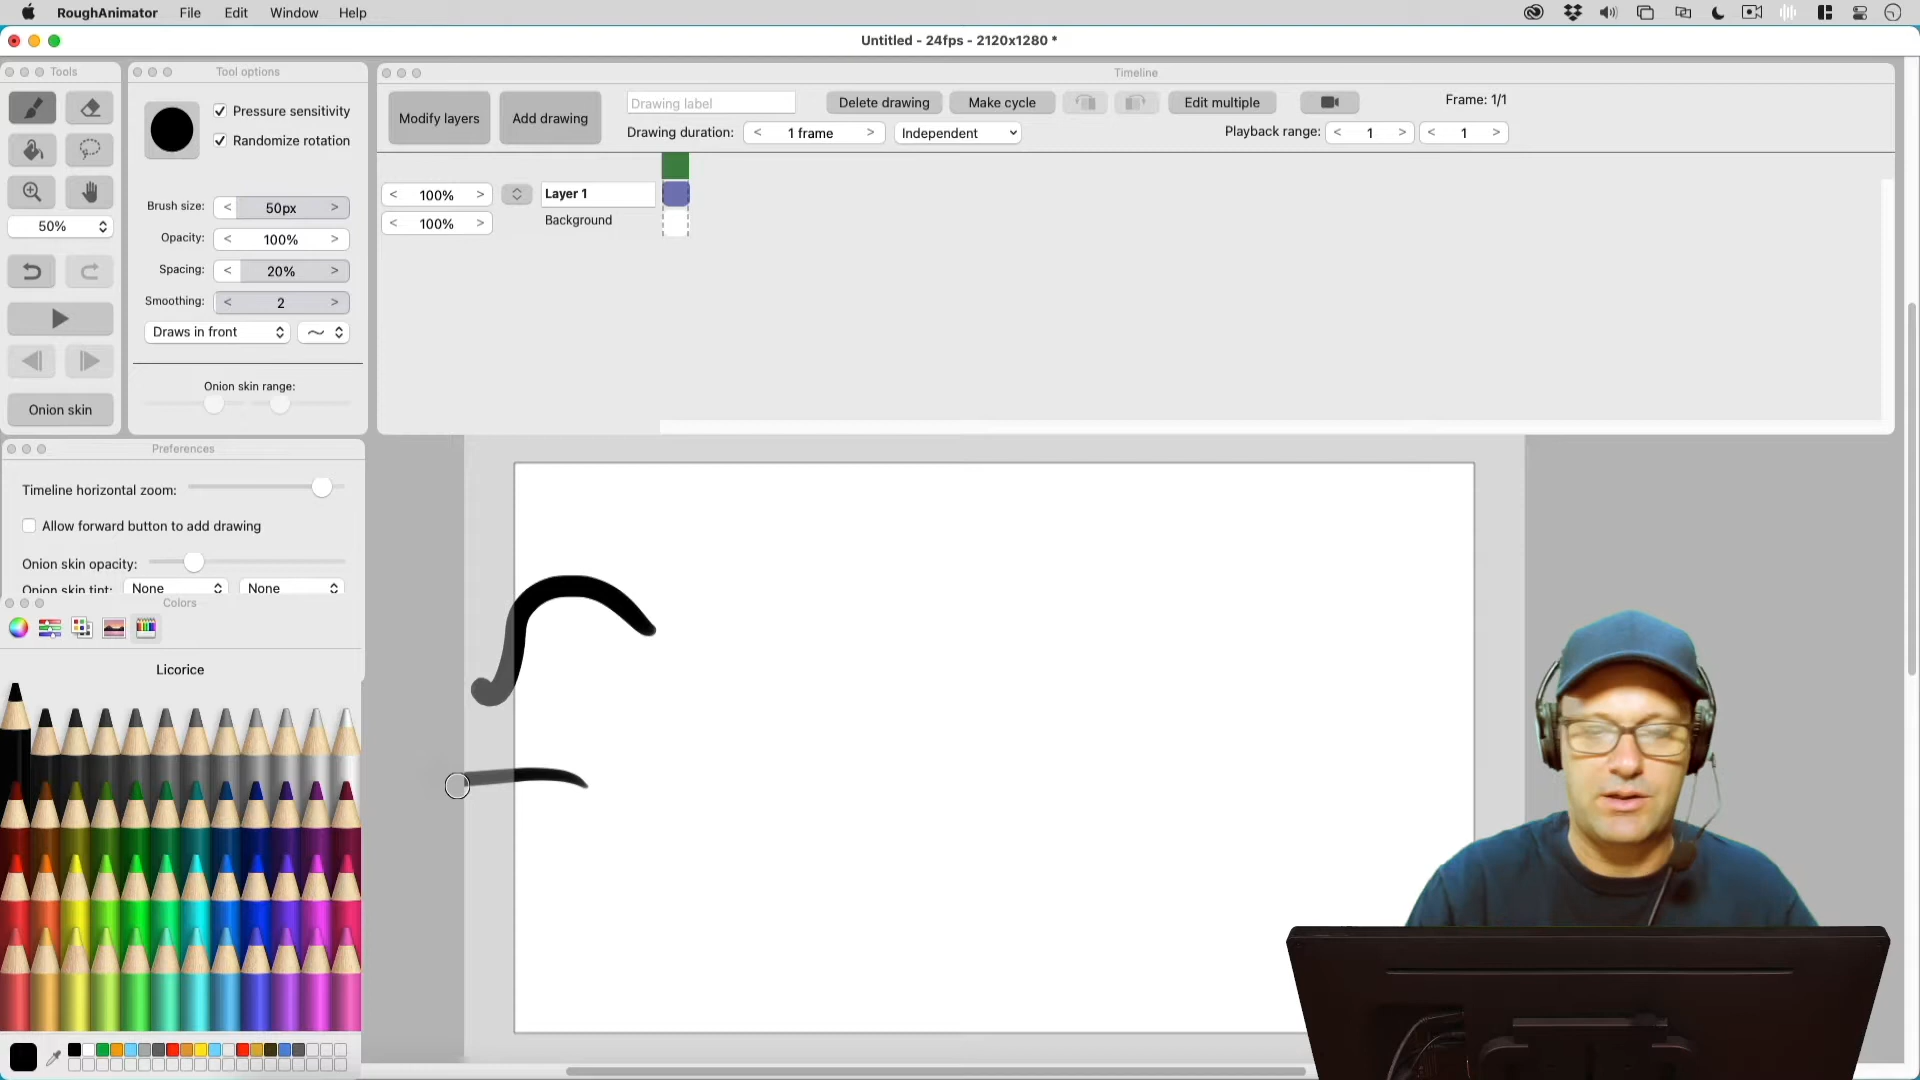 RoughAnimator File Edit Window Help
Untitled - 24fps - 2120x1280 *
Tools
Tool options
Timeline
Pressure sensitivity
Randomize rotation
Brush size: < 50px >
Opacity: < 100% >
Spacing: < 20% >
Smoothing: < 2 >
Draws in front
Onion skin range:
50%
Onion skin
Modify layers
Add drawing
Drawing label
Delete drawing
Make cycle
Edit multiple
Frame: 1/1
Drawing duration: < 1 frame >
Independent
Playback range: < 1 > < 1 >
< 100% > Layer 1
< 100% > Background
Preferences
Timeline horizontal zoom:
Allow forward button to add drawing
Onion skin opacity:
Onion skin tint: None None
Colors
Licorice